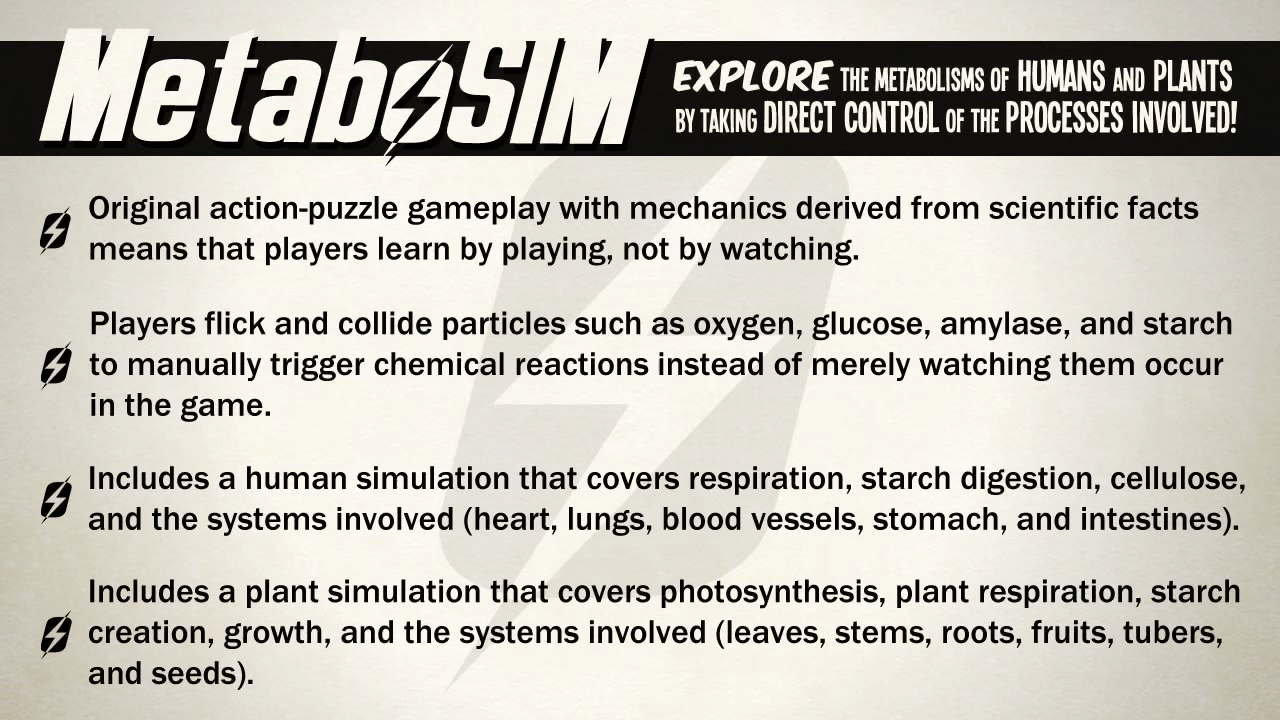 MetaboSIM
EXPLORE THE METABOLISMS OF HUMANS AND PLANTS
BY TAKING DIRECT CONTROL OF THE PROCESSES INVOLVED!
Original action-puzzle gameplay with mechanics derived from scientific facts
means that players learn by playing, not by watching.
Players flick and collide particles such as oxygen, glucose, amylase, and starch
to manually trigger chemical reactions instead of merely watching them occur
in the game.
Includes a human simulation that covers respiration, starch digestion, cellulose,
and the systems involved (heart, lungs, blood vessels, stomach, and intestines).
Includes a plant simulation that covers photosynthesis, plant respiration, starch
creation, growth, and the systems involved (leaves, stems, roots, fruits, tubers,
and seeds).